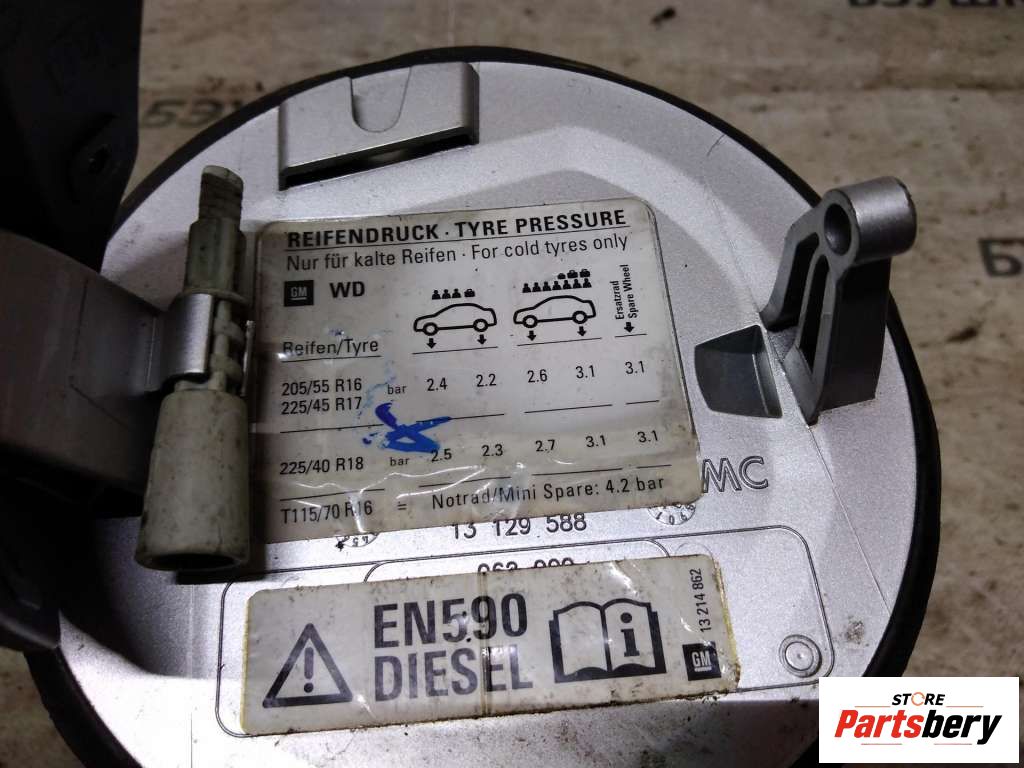 REIFENDRUCK · TYRE PRESSURE
Nur für kalte Reifen · For cold tyres only
GM WD
Ersatzrad
Spare Wheel
Reifen/Tyre
205/55 R16 bar 2.4 2.2 2.6 3.1 3.1
225/45 R17
225/40 R18 bar 2.5 2.3 2.7 3.1 3.1
T115/70 R16 = Notrad/Mini Spare: 4.2 bar
MC
13 129 588
EN590
DIESEL
GM 13 214 862
STORE
Partsbery